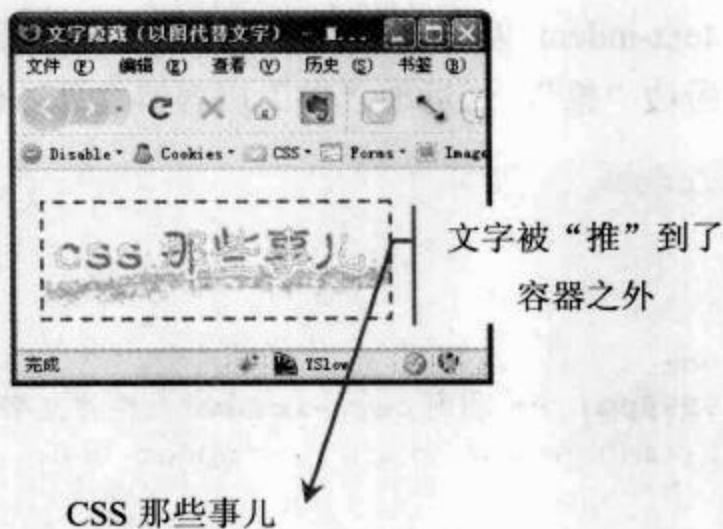 文字隐藏（以图代替文字） - M...
文件 (F) 编辑 (E) 查看 (V) 历史 (S) 书签 (B)
Disable Cookies CSS Forms Image
css 那些事儿
文字被“推”到了
容器之外
完成 YSlow
CSS 那些事儿